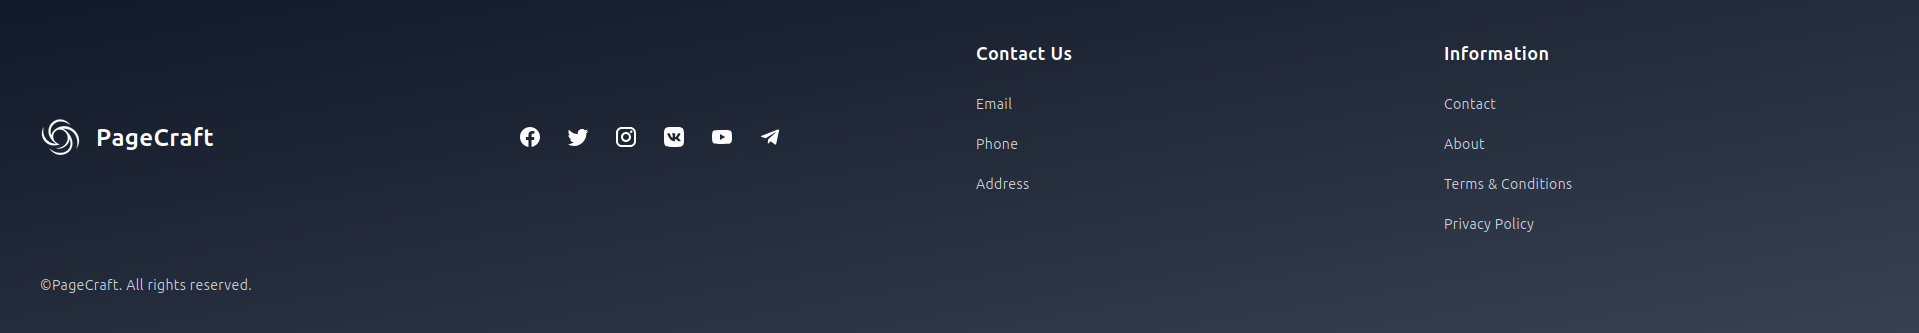 PageCraft
Contact Us
Email
Phone
Address
Information
Contact
About
Terms & Conditions
Privacy Policy
©PageCraft. All rights reserved.